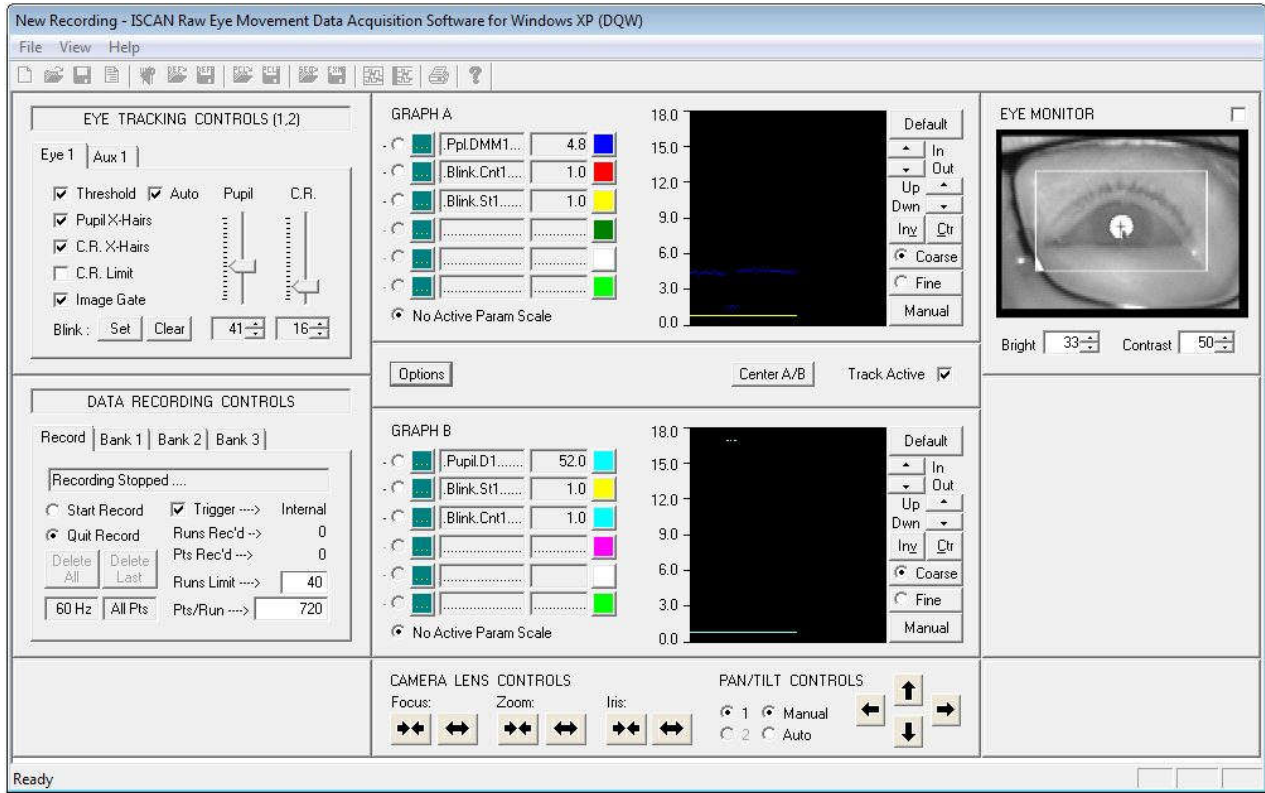 New Recording - ISCAN Raw Eye Movement Data Acquisition Software for Windows XP (DQW)
File View Help
EYE TRACKING CONTROLS (1,2)
Eye 1 Aux 1
Threshold Auto Pupil C.R.
Pupil X-Hairs
C.R. X-Hairs
C.R. Limit
Image Gate
Blink : Set Clear 41 16
DATA RECORDING CONTROLS
Record Bank 1 Bank 2 Bank 3
Recording Stopped ....
Start Record Trigger ----> Internal
Quit Record Runs Rec'd --> 0
Delete All Delete Last Pts Rec'd ---> 0
Runs Limit ----> 40
60 Hz All Pts Pts/Run ----> 720
GRAPH A
.Ppl.DMM1... 4.8
.Blink.Cnt1.... 1.0
.Blink.St1...... 1.0
No Active Param Scale
18.0
15.0
12.0
9.0
6.0
3.0
0.0
Default
In
Out
Up
Dwn
Inv Ctr
Coarse
Fine
Manual
Options Center A/B Track Active
GRAPH B
.Pupil.D1....... 52.0
.Blink.St1...... 1.0
.Blink.Cnt1.... 1.0
No Active Param Scale
18.0
15.0
12.0
9.0
6.0
3.0
0.0
Default
In
Out
Up
Dwn
Inv Ctr
Coarse
Fine
Manual
CAMERA LENS CONTROLS
Focus: Zoom: Iris:
PAN/TILT CONTROLS
1 Manual
2 Auto
EYE MONITOR
Bright 33 Contrast 50
Ready